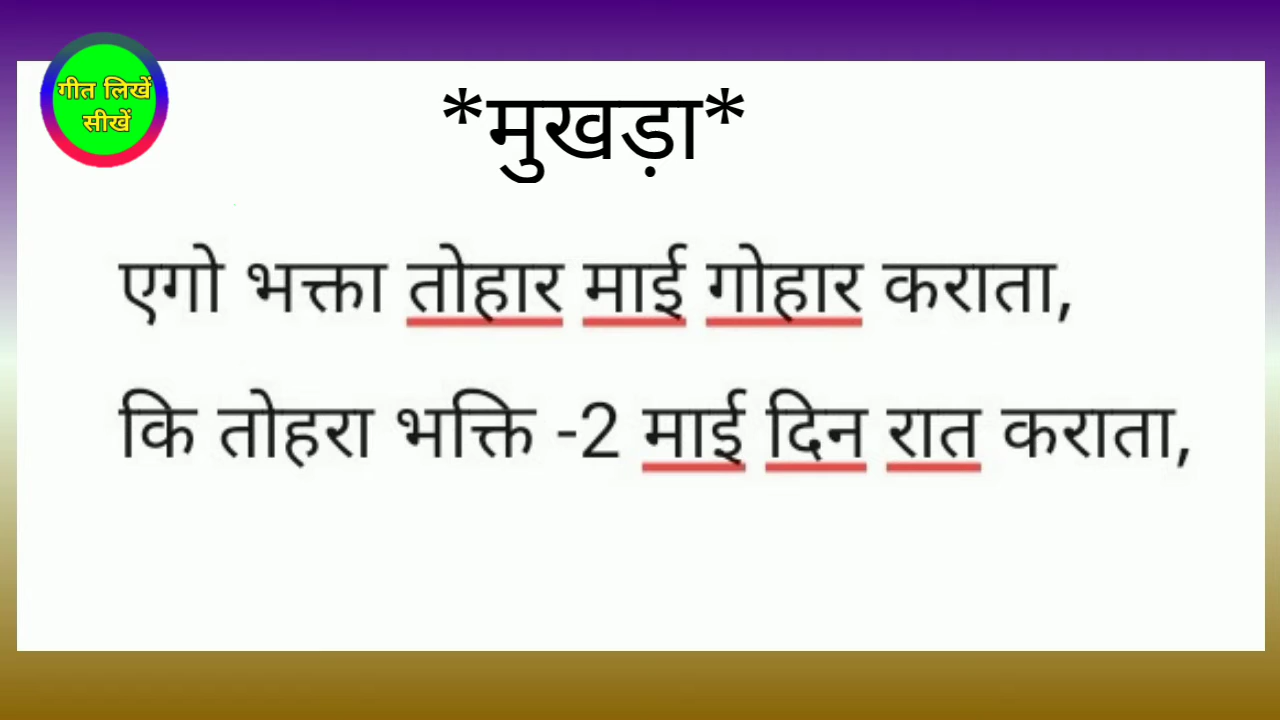 गीत लिखें
सीखें
*मुखड़ा*
एगो भक्ता तोहार माई गोहार कराता,
कि तोहरा भक्ति -2 माई दिन रात कराता,